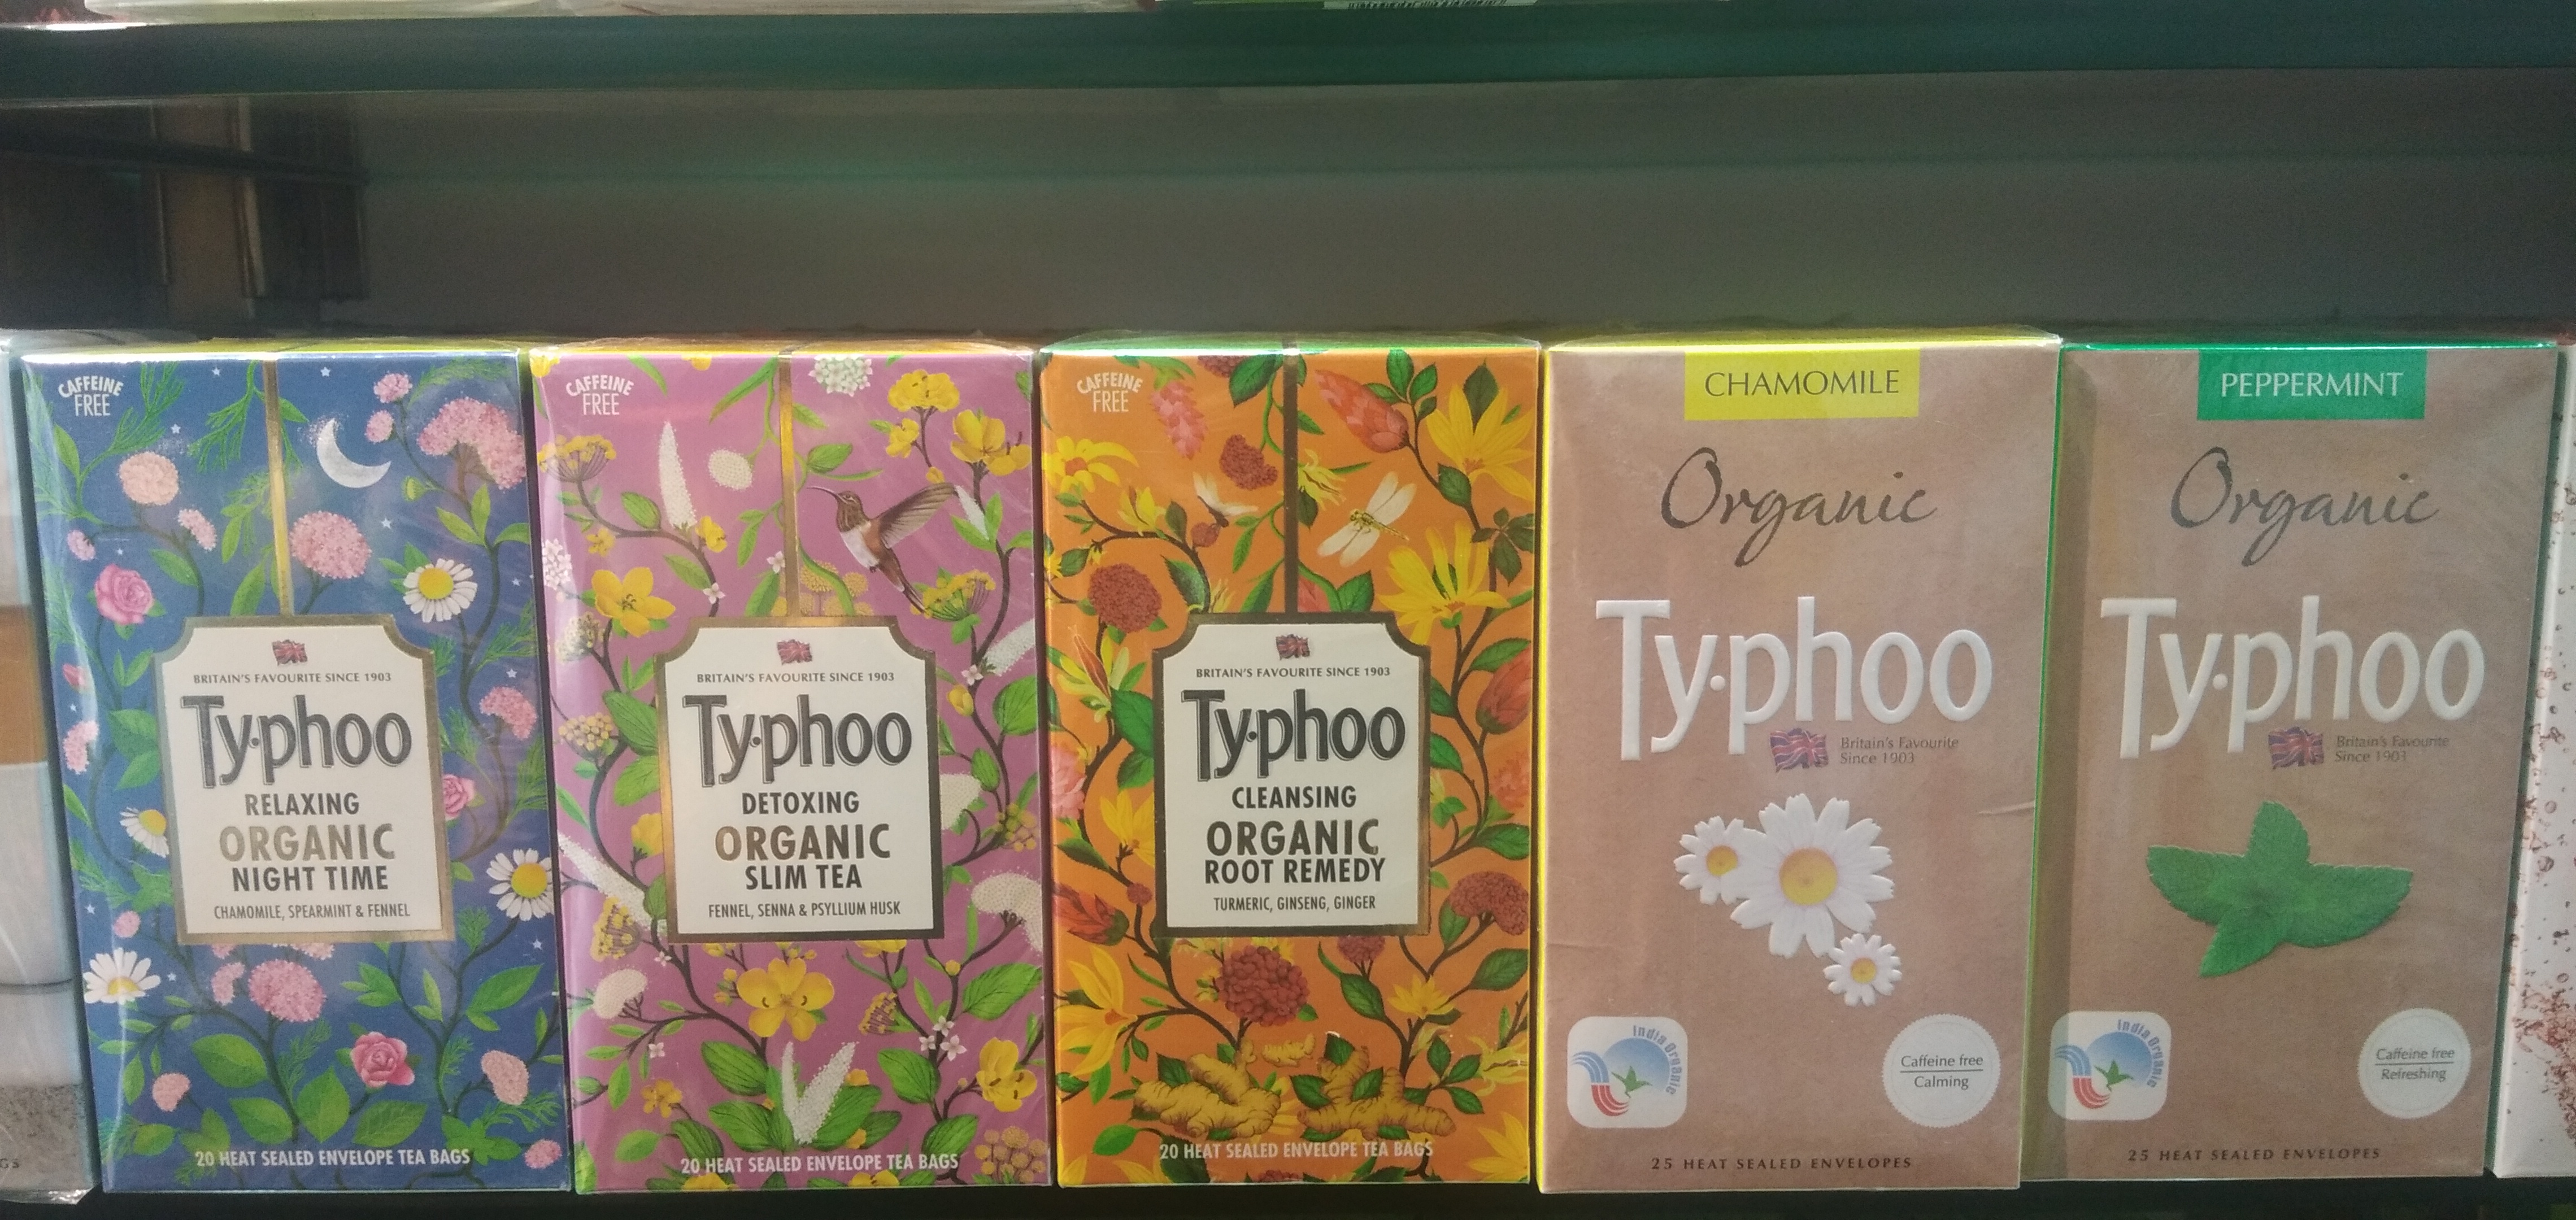 CAFFEINE
FREE
BRITAIN'S FAVOURITE SINCE 1903
Ty·phoo
RELAXING
ORGANIC
NIGHT TIME
CHAMOMILE, SPEARMINT & FENNEL
20 HEAT SEALED ENVELOPE TEA BAGS
CAFFEINE
FREE
BRITAIN'S FAVOURITE SINCE 1903
Ty·phoo
DETOXING
ORGANIC
SLIM TEA
FENNEL, SENNA & PSYLLIUM HUSK
20 HEAT SEALED ENVELOPE TEA BAGS
CAFFEINE
FREE
BRITAIN'S FAVOURITE SINCE 1903
Ty·phoo
CLEANSING
ORGANIC
ROOT REMEDY
TURMERIC, GINSENG, GINGER
20 HEAT SEALED ENVELOPE TEA BAGS
CHAMOMILE
Organic
Ty·phoo
Britain's Favourite
Since 1903
India Organic
Caffeine free
Calming
25 HEAT SEALED ENVELOPES
PEPPERMINT
Organic
Ty·phoo
Britain's Favourite
Since 1903
India Organic
Caffeine free
Refreshing
25 HEAT SEALED ENVELOPES